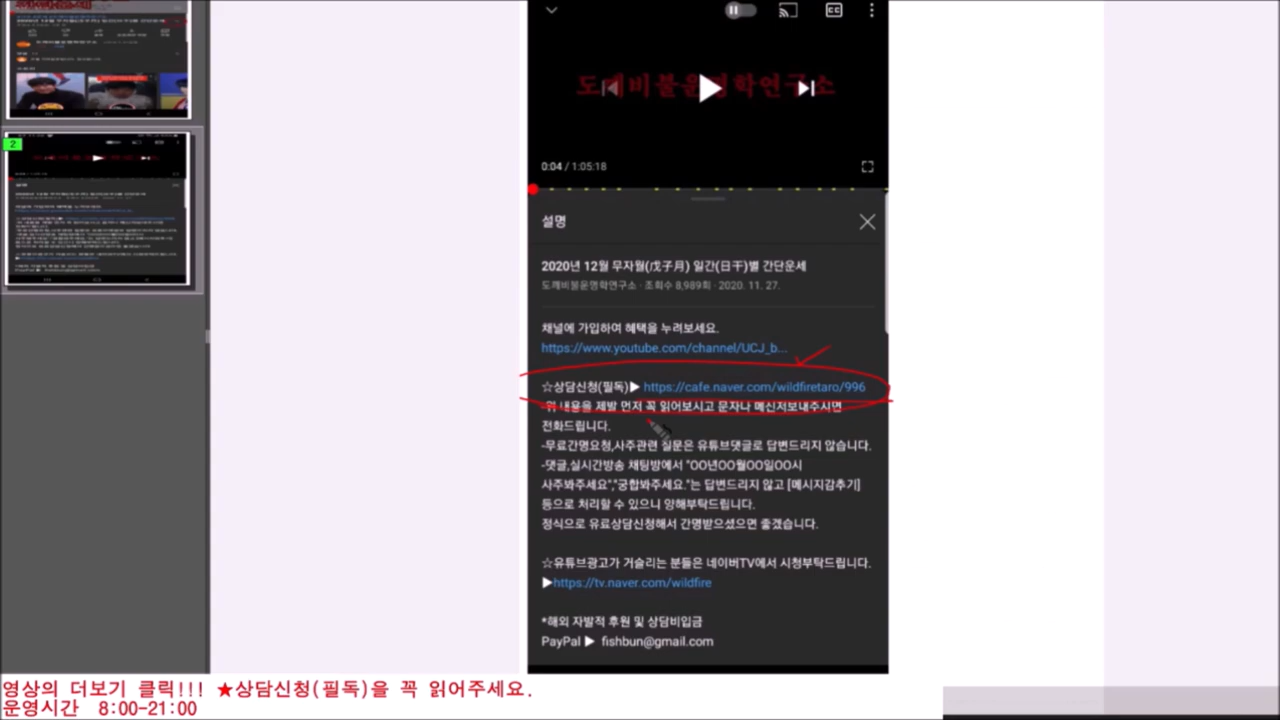 2
도깨비불운명학연구소
0:04 / 1:05:18
설명
2020년 12월 무자월(戊子月) 일간(日干)별 간단운세
도깨비불운명학연구소 · 조회수 8,989회 · 2020. 11. 27.
채널에 가입하여 혜택을 누려보세요.
https://www.youtube.com/channel/UCJ_b...
☆상담신청(필독)▶ https://cafe.naver.com/wildfiretaro/996
-위 내용을 제발 먼저 꼭 읽어보시고 문자나 메신저보내주시면
전화드립니다.
-무료간명요청,사주관련 질문은 유튜브댓글로 답변드리지 않습니다.
-댓글,실시간방송 채팅방에서 "OO년OO월OO일OO시
사주봐주세요","궁합봐주세요."는 답변드리지 않고 [메시지감추기]
등으로 처리할 수 있으니 양해부탁드립니다.
정식으로 유료상담신청해서 간명받으셨으면 좋겠습니다.
☆유튜브광고가 거슬리는 분들은 네이버TV에서 시청부탁드립니다.
▶https://tv.naver.com/wildfire
*해외 자발적 후원 및 상담비입금
PayPal ▶ fishbun@gmail.com
영상의 더보기 클릭!!! ★상담신청(필독)을 꼭 읽어주세요.
운영시간 8:00-21:00